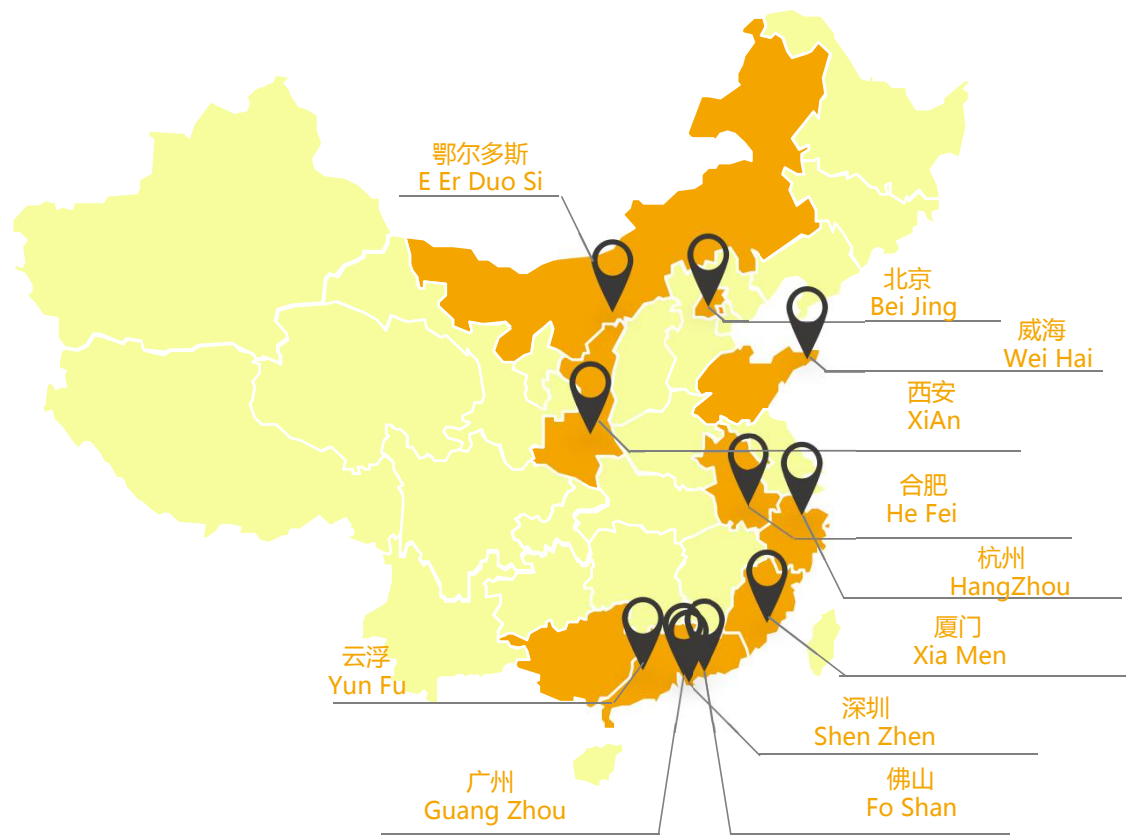 鄂尔多斯
E Er Duo Si
北京
Bei Jing
威海
Wei Hai
西安
XiAn
合肥
He Fei
杭州
HangZhou
厦门
Xia Men
云浮
Yun Fu
深圳
Shen Zhen
广州
Guang Zhou
佛山
Fo Shan